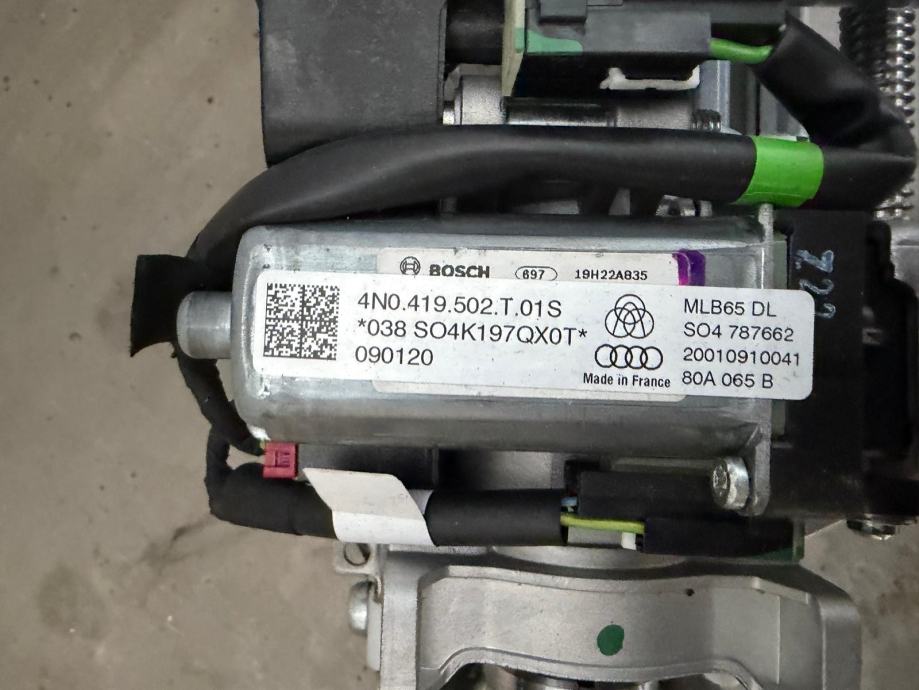 BOSCH 697 19H22A835
4N0.419.502.T.01S
*038 SO4K197QX0T*
090120
MLB65 DL
SO4 787662
20010910041
Made in France 80A 065 B